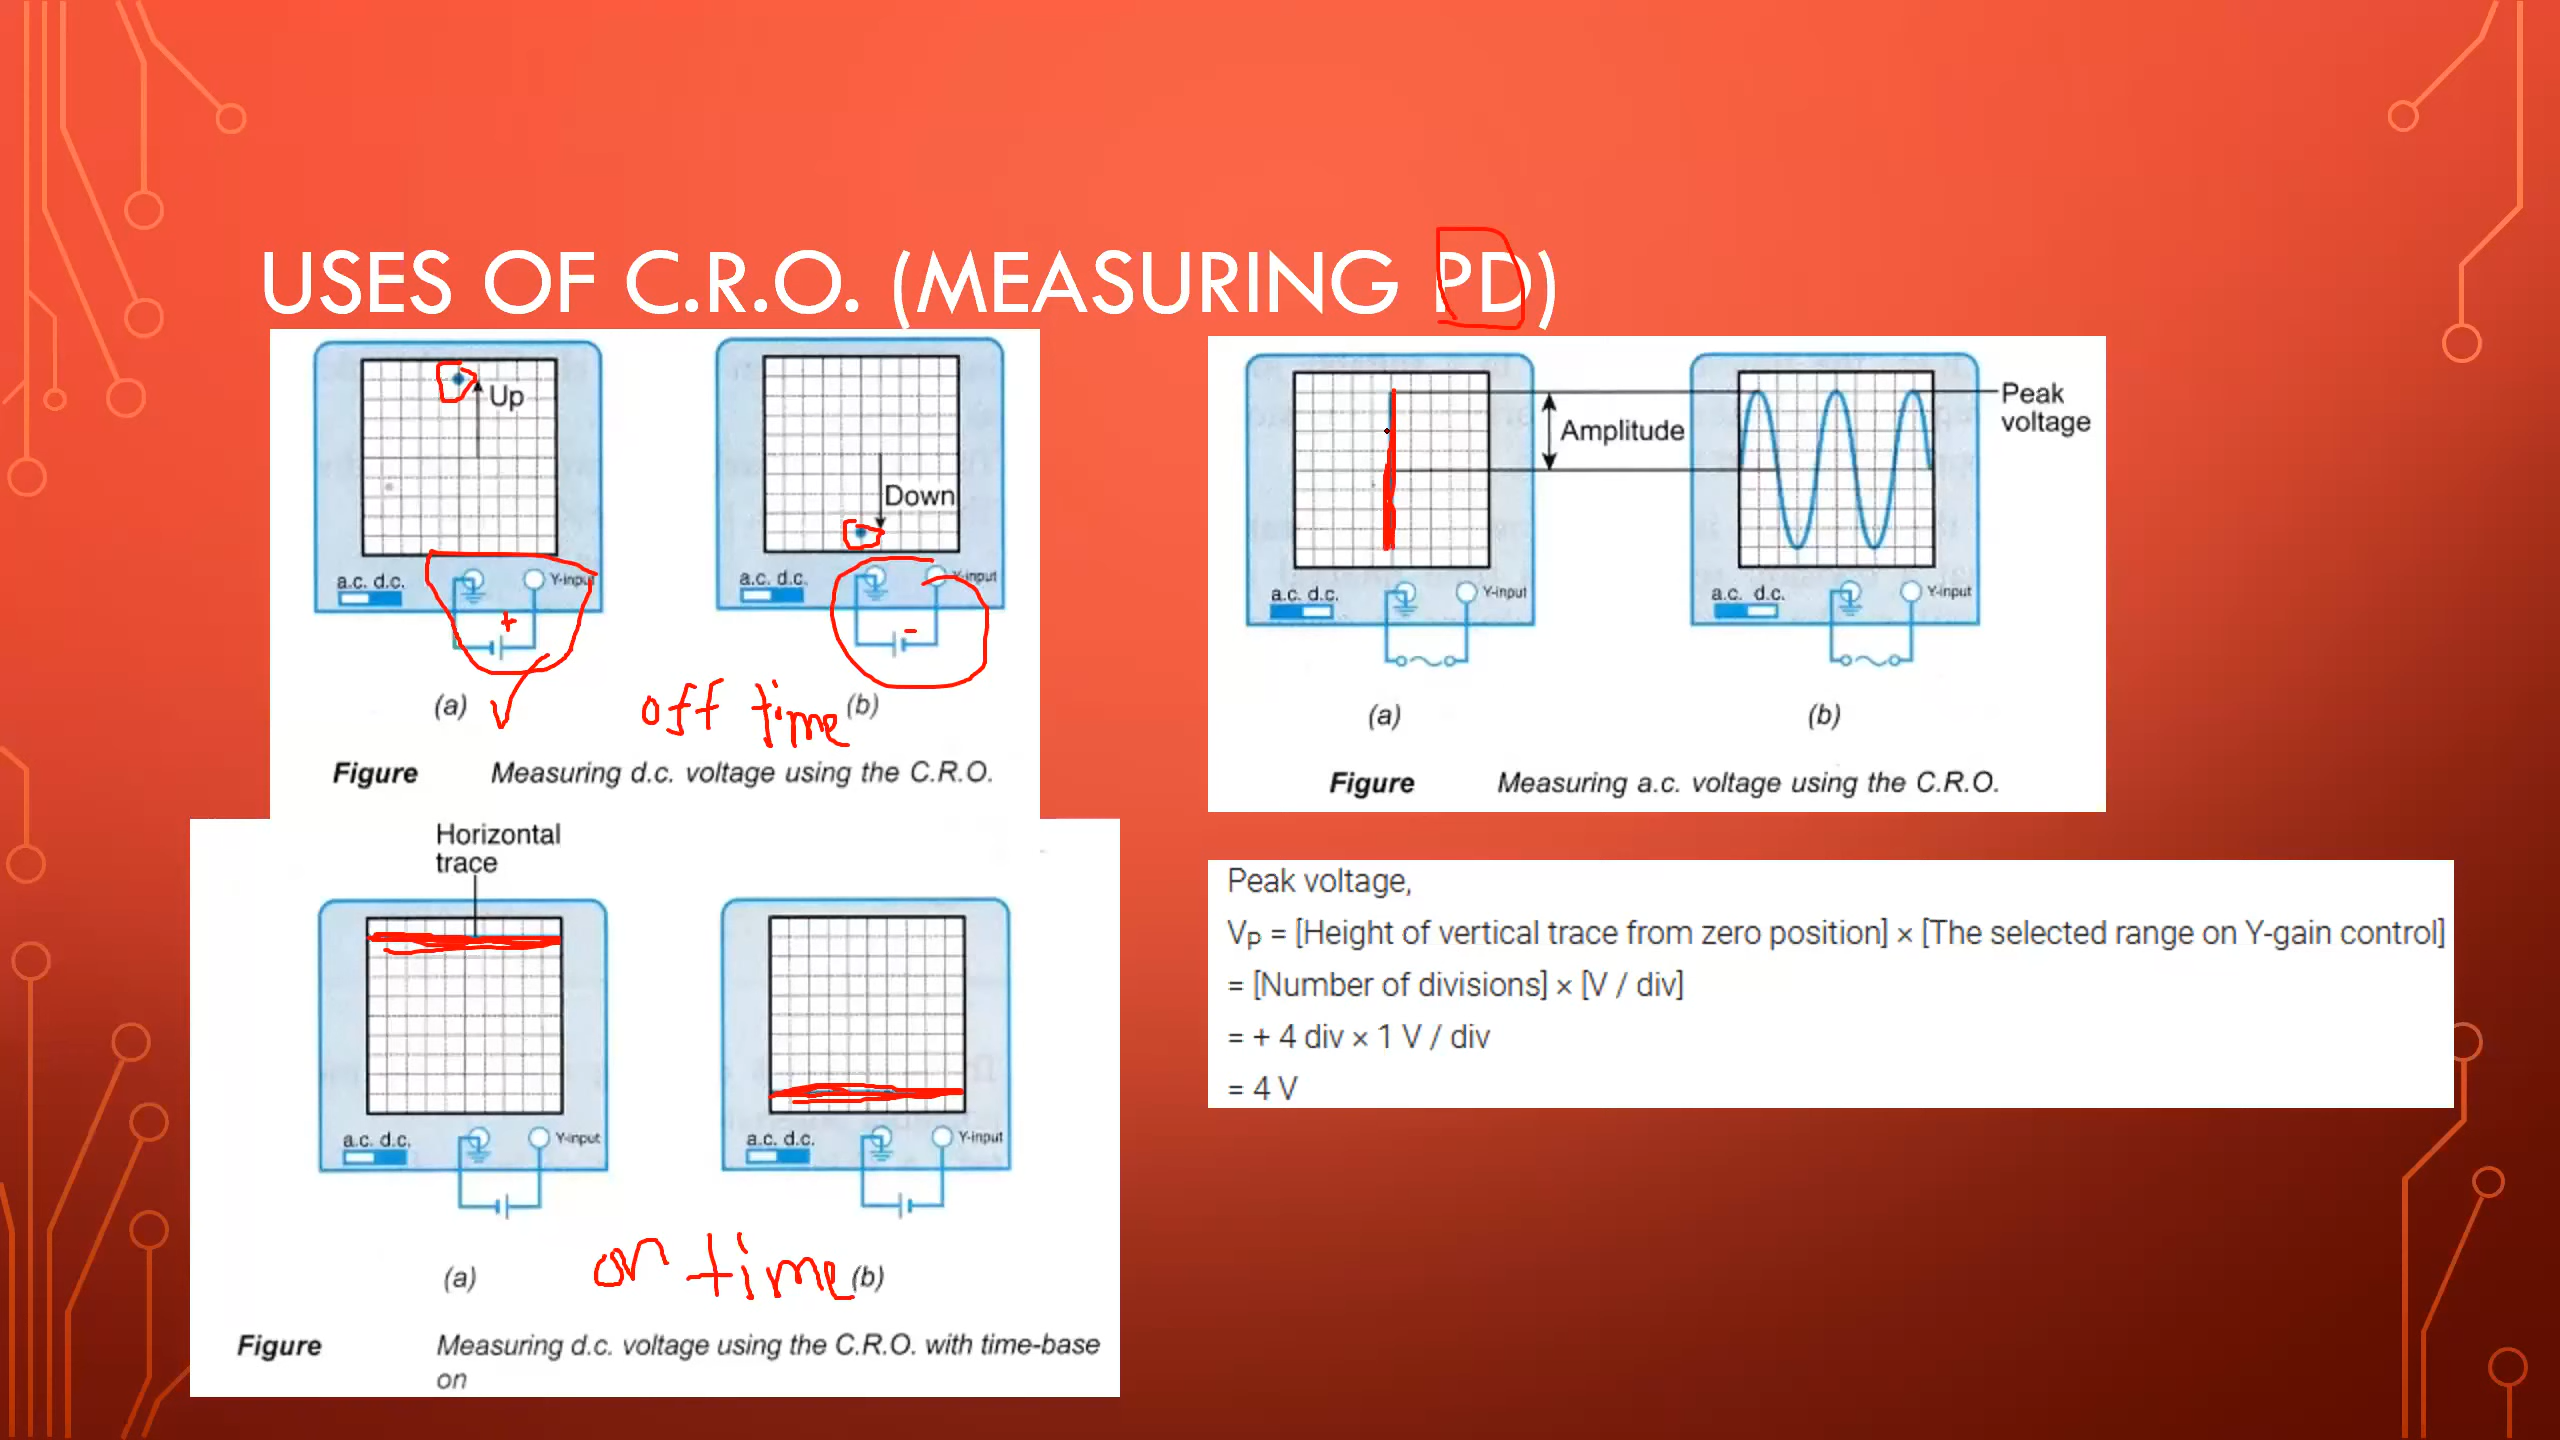 USES OF C.R.O. (MEASURING PD)
Up
a.c. d.c.
Y-input
+
(a)
V
Down
a.c. d.c.
Y-input
-
(b)
off time
Figure Measuring d.c. voltage using the C.R.O.
Horizontal
trace
a.c. d.c.
Y-input
(a)
a.c. d.c.
Y-input
(b)
on time
Figure Measuring d.c. voltage using the C.R.O. with time-base
on
Amplitude
Peak
voltage
a.c. d.c.
Y-input
(a)
a.c. d.c.
Y-input
(b)
Figure Measuring a.c. voltage using the C.R.O.
Peak voltage,
VP = [Height of vertical trace from zero position] × [The selected range on Y-gain control]
= [Number of divisions] × [V / div]
= + 4 div × 1 V / div
= 4 V